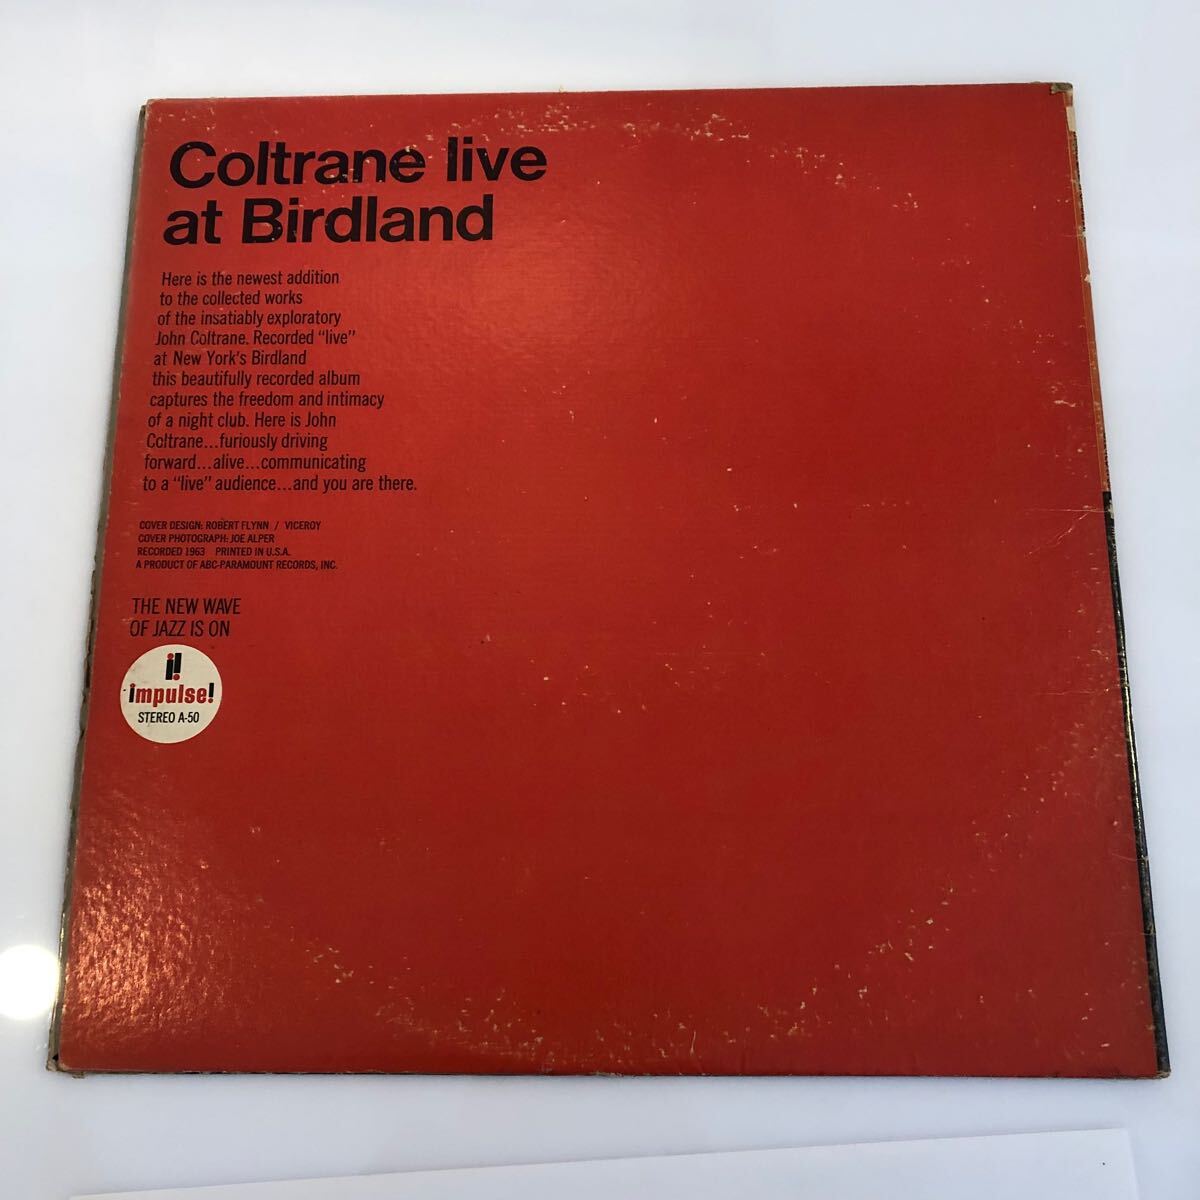 Coltrane live
at Birdland
Here is the newest addition
to the collected works
of the insatiably exploratory
John Coltrane. Recorded "live"
at New York's Birdland
this beautifully recorded album
captures the freedom and intimacy
of a night club. Here is John
Coltrane...furiously driving
forward...alive...communicating
to a "live" audience...and you are there.
COVER DESIGN: ROBERT FLYNN / VICEROY
COVER PHOTOGRAPH: JOE ALPER
RECORDED 1963 PRINTED IN U.S.A.
A PRODUCT OF ABC-PARAMOUNT RECORDS, INC.
THE NEW WAVE
OF JAZZ IS ON
i!
impulse!
STEREO A-50